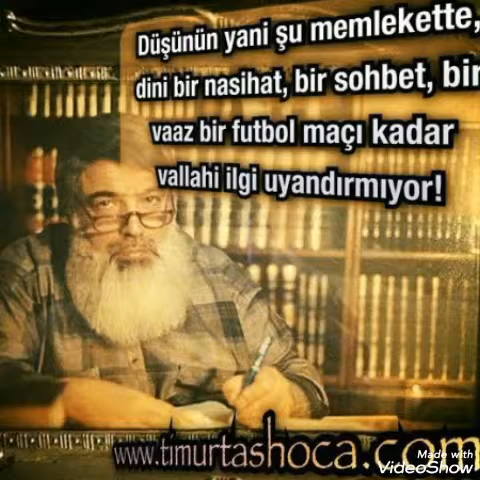 Düşünün yani şu memlekette,
dini bir nasihat, bir sohbet, bir
vaaz bir futbol maçı kadar
vallahi ilgi uyandırmıyor!
www.timurtashoca.com
Made with
VideoShow